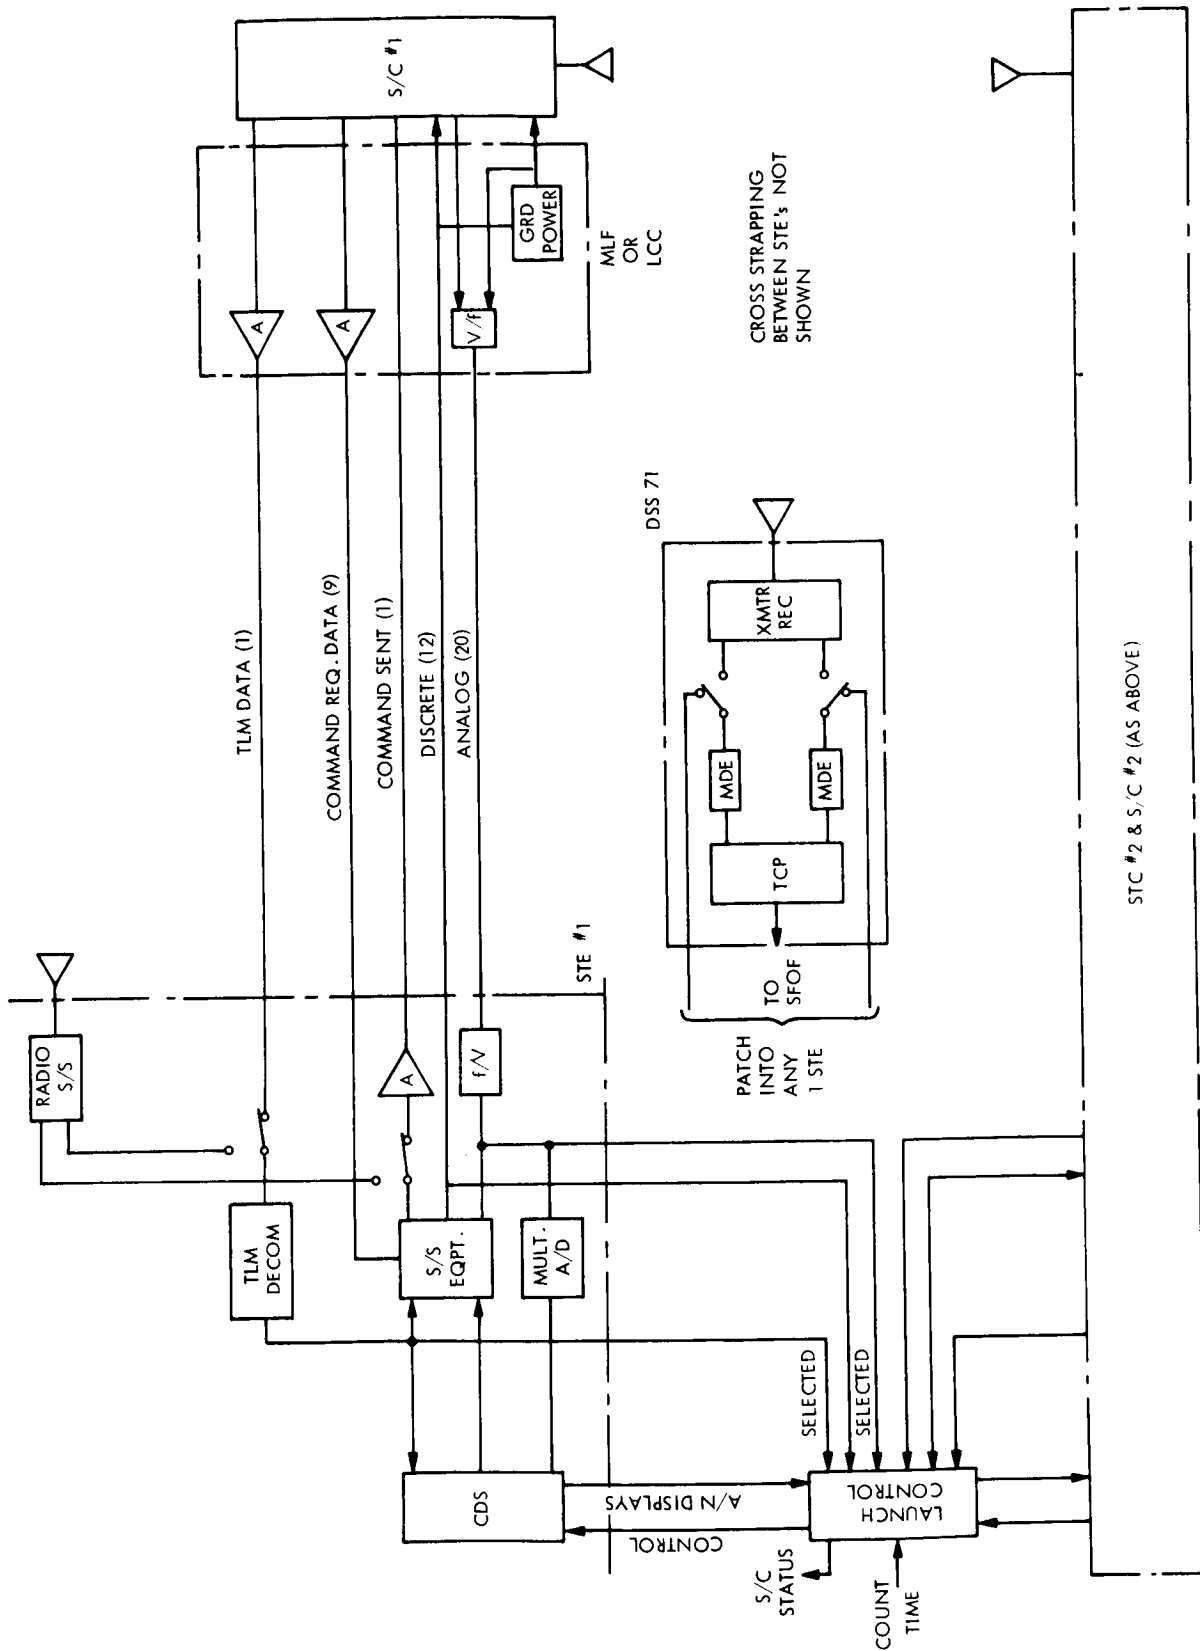 RADIO
S/S
TLM
DECOM
S/S
EQPT.
MULT.
A/D
CDS
A
f/V
STE #1
TLM DATA (1)
COMMAND REQ. DATA (9)
COMMAND SENT (1)
DISCRETE (12)
ANALOG (20)
A
A
V/f
GRD
POWER
MLF
OR
LCC
S/C #1
CONTROL
A/N DISPLAYS
SELECTED
SELECTED
LAUNCH
CONTROL
S/C
STATUS
COUNT
TIME
PATCH
INTO
ANY
1 STE
TO
SFOF
DSS 71
TCP
MDE
MDE
XMTR
REC
CROSS STRAPPING
BETWEEN STE's NOT
SHOWN
STC #2 & S/C #2 (AS ABOVE)